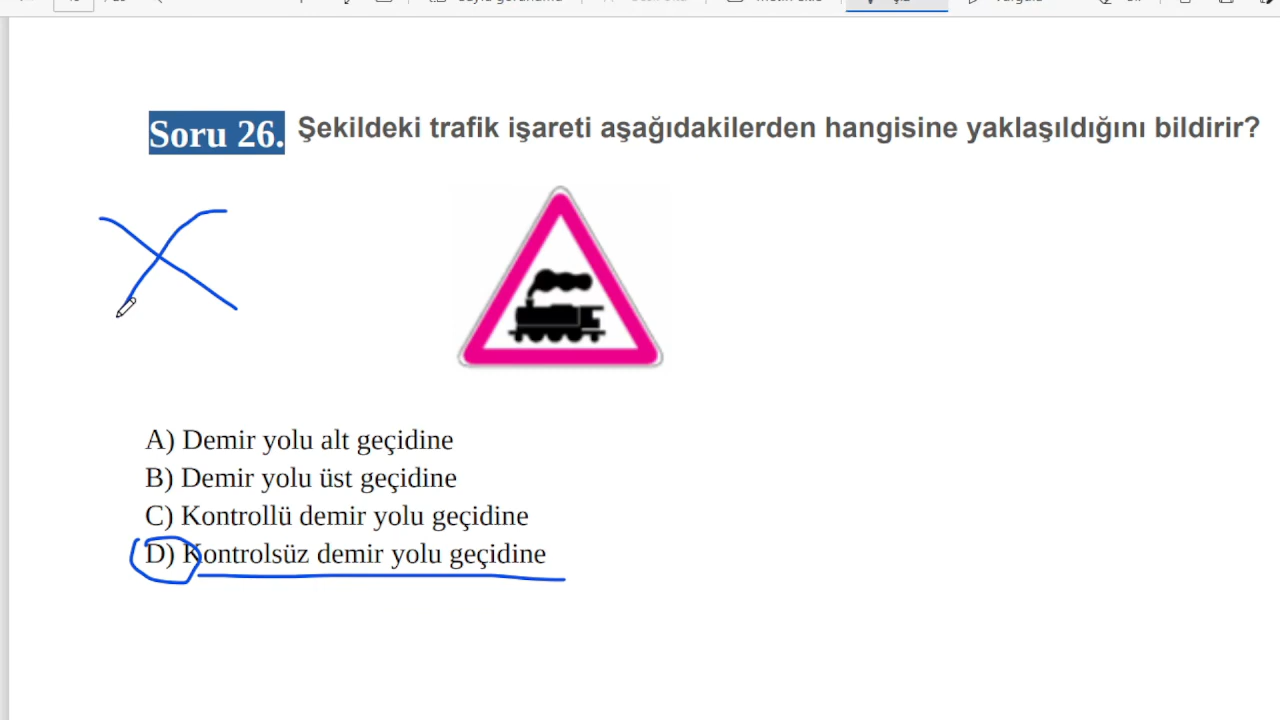 Soru 26. Şekildeki trafik işareti aşağıdakilerden hangisine yaklaşıldığını bildirir?
A) Demir yolu alt geçidine
B) Demir yolu üst geçidine
C) Kontrollü demir yolu geçidine
D) Kontrolsüz demir yolu geçidine